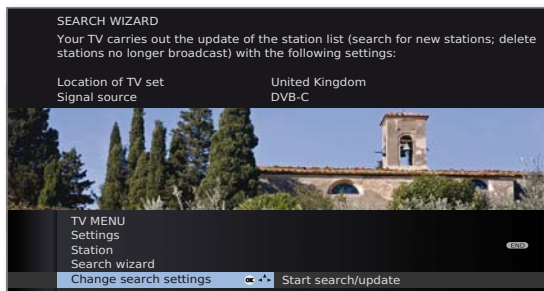 SEARCH WIZARD
Your TV carries out the update of the station list (search for new stations; delete
stations no longer broadcast) with the following settings:
Location of TV set United Kingdom
Signal source DVB-C
TV MENU
Settings
Station
END
Search wizard
Change search settings OK Start search/update